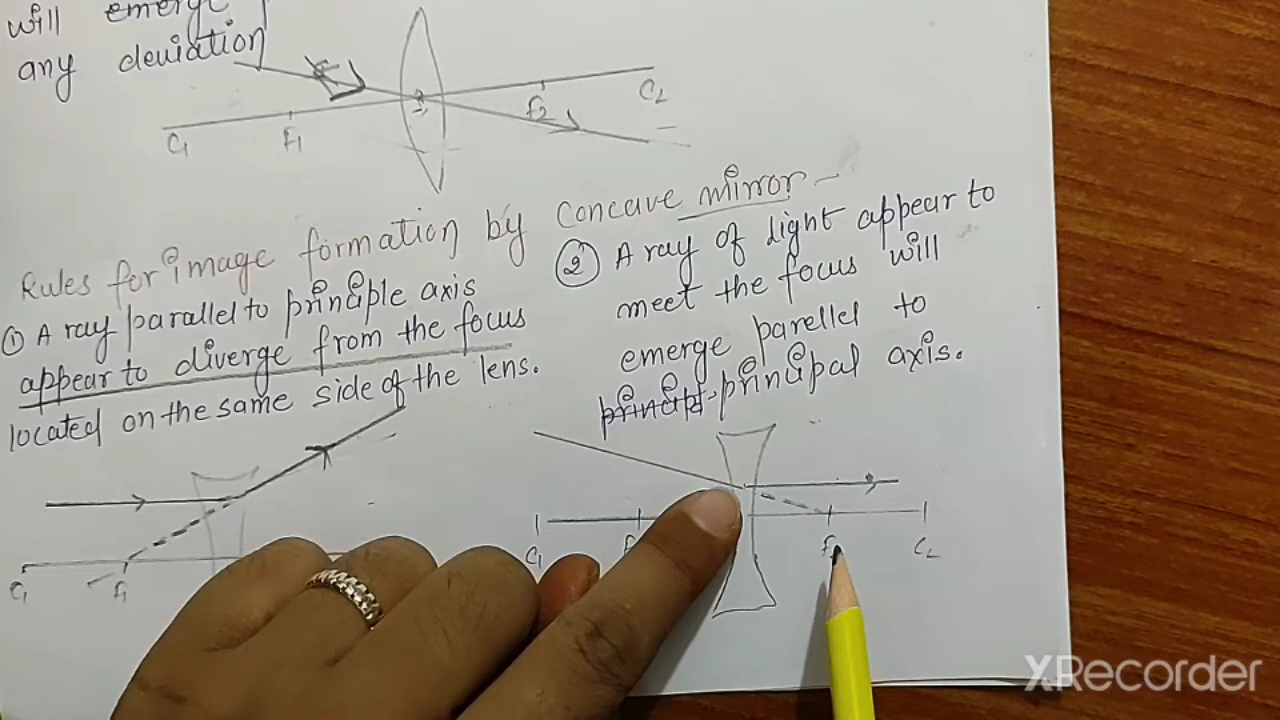 will emerge
any deviation
C₁ F₁ F₂ C₂
Rules for image formation by Concave mirror -
① A ray parallel to prinaiple axis
appear to diverge from the focus
located on the same side of the lens.
② A ray of light appear to
meet the focus will
emerge parellel to
principal axis.
C₁ F₁
C₁ F C₂
XRecorder